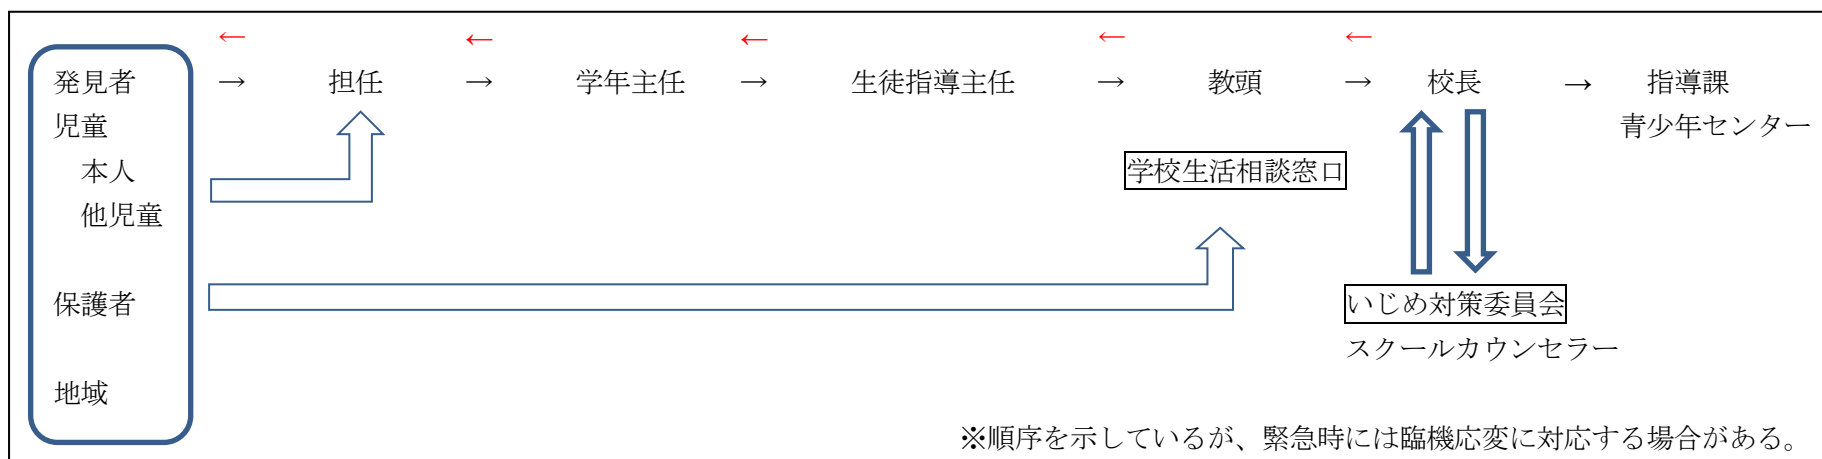 ← ← ← ← ←
発見者 → 担任 → 学年主任 → 生徒指導主任 → 教頭 → 校長 → 指導課
児童 青少年センター
本人 学校生活相談窓口
他児童
保護者 いじめ対策委員会
スクールカウンセラー
地域
※順序を示しているが、緊急時には臨機応変に対応する場合がある。